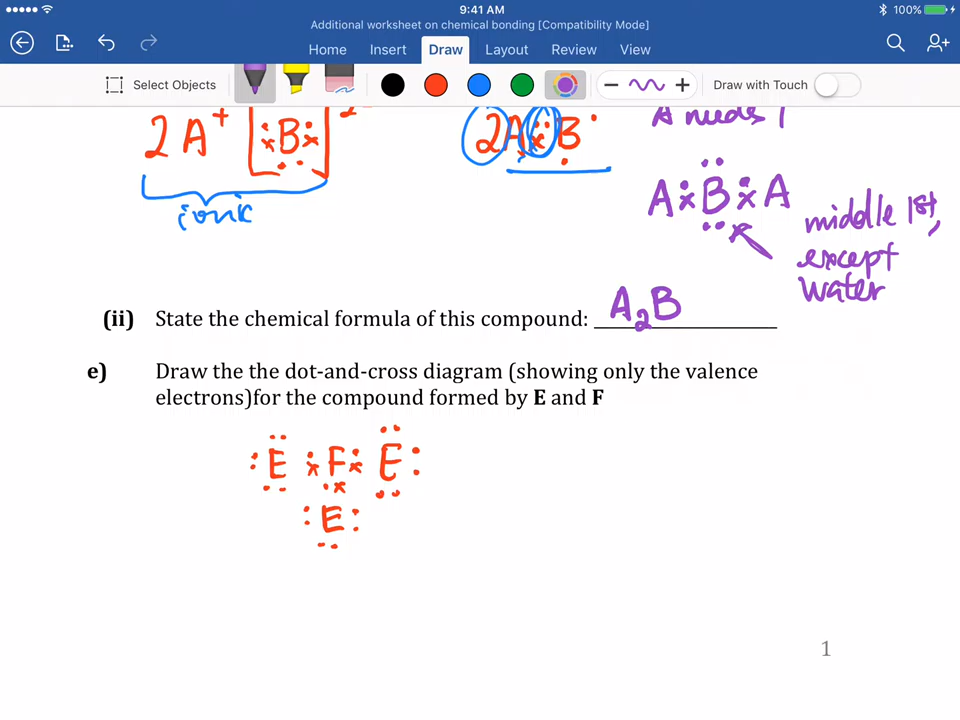 9:41 AM
100%
Additional worksheet on chemical bonding [Compatibility Mode]
Home Insert Draw Layout Review View
Select Objects
Draw with Touch
2A+ [B]2-
ionic
2A B
A needs 1
A B A
middle 1st,
except
water
(ii) State the chemical formula of this compound: A2B
e) Draw the the dot-and-cross diagram (showing only the valence
electrons)for the compound formed by E and F
E F E
E
1